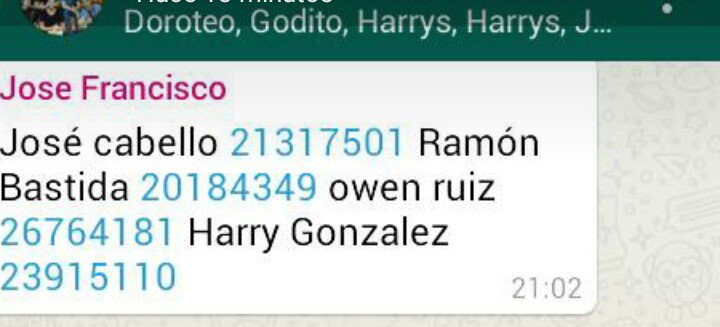 Doroteo, Godito, Harrys, Harrys, J...
Jose Francisco
José cabello 21317501 Ramón
Bastida 20184349 owen ruiz
26764181 Harry Gonzalez
23915110
21:02